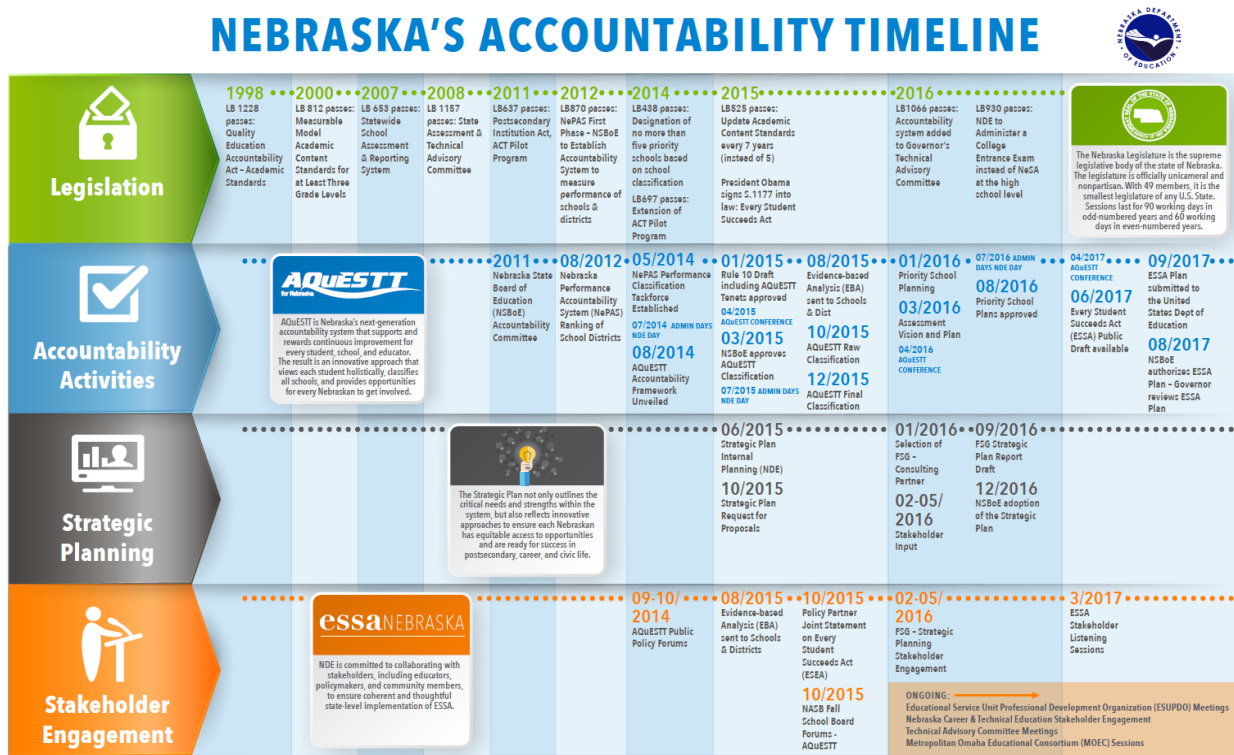 NEBRASKA'S ACCOUNTABILITY TIMELINE
NEBRASKA DEPARTMENT
OF EDUCATION
Legislation
1998
LB 1228
passes:
Quality
Education
Accountability
Act – Academic
Standards
2000
LB 812 passes:
Measurable
Model
Academic
Content
Standards for
at Least Three
Grade Levels
2007
LB 653 passes:
Statewide
School
Assessment
& Reporting
System
2008
LB 1157
passes: State
Assessment &
Technical
Advisory
Committee
2011
LB637 passes:
Postsecondary
Institution Act,
ACT Pilot
Program
2012
LB870 passes:
NePAS First
Phase – NSBoE
to Establish
Accountability
System to
measure
performance of
schools &
districts
2014
LB438 passes:
Designation of
no more than
five priority
schools based
on school
classification
LB697 passes:
Extension of
ACT Pilot
Program
2015
LB525 passes:
Update Academic
Content Standards
every 7 years
(instead of 5)
President Obama
signs S.1177 into
law: Every Student
Succeeds Act
2016
LB1066 passes:
Accountability
system added
to Governor's
Technical
Advisory
Committee
LB930 passes:
NDE to
Administer a
College
Entrance Exam
instead of NeSA
at the high
school level
The Nebraska Legislature is the supreme
legislative body of the state of Nebraska.
The legislature is officially unicameral and
nonpartisan. With 49 members, it is the
smallest legislature of any U.S. State.
Sessions last for 90 working days in
odd-numbered years and 60 working
days in even-numbered years.
Accountability
Activities
AQuESTT
for Nebraska
AQuESTT is Nebraska's next-generation
accountability system that supports and
rewards continuous improvement for
every student, school, and educator.
The result is an innovative approach that
views each student holistically, classifies
all schools, and provides opportunities
for every Nebraskan to get involved.
2011
Nebraska State
Board of
Education
(NSBoE)
Accountability
Committee
08/2012
Nebraska
Performance
Accountability
System (NePAS)
Ranking of
School Districts
05/2014
NePAS Performance
Classification
Taskforce
Established
07/2014 ADMIN DAYS
NDE DAY
08/2014
AQuESTT
Accountability
Framework
Unveiled
01/2015
Rule 10 Draft
including AQuESTT
Tenets approved
04/2015
AQuESTT CONFERENCE
03/2015
NSBoE approves
AQuESTT
Classification
07/2015 ADMIN DAYS
NDE DAY
08/2015
Evidence-based
Analysis (EBA)
sent to Schools
& Dist
10/2015
AQuESTT Raw
Classification
12/2015
AQuESTT Final
Classification
01/2016
Priority School
Planning
03/2016
Assessment
Vision and Plan
04/2016
AQuESTT
CONFERENCE
07/2016 ADMIN
DAYS NDE DAY
08/2016
Priority School
Plans approved
04/2017
AQuESTT
CONFERENCE
06/2017
Every Student
Succeeds Act
(ESSA) Public
Draft available
09/2017
ESSA Plan
submitted to
the United
States Dept of
Education
08/2017
NSBoE
authorizes ESSA
Plan – Governor
reviews ESSA
Plan
Strategic
Planning
The Strategic Plan not only outlines the
critical needs and strengths within the
system, but also reflects innovative
approaches to ensure each Nebraskan
has equitable access to opportunities
and are ready for success in
postsecondary, career, and civic life.
06/2015
Strategic Plan
Internal
Planning (NDE)
10/2015
Strategic Plan
Request for
Proposals
01/2016
Selection of
FSG –
Consulting
Partner
02-05/
2016
Stakeholder
Input
09/2016
FSG Strategic
Plan Report
Draft
12/2016
NSBoE adoption
of the Strategic
Plan
Stakeholder
Engagement
essa NEBRASKA
NDE is committed to collaborating with
stakeholders, including educators,
policymakers, and community members,
to ensure coherent and thoughtful
state-level implementation of ESSA.
09-10/
2014
AQuESTT Public
Policy Forums
08/2015
Evidence-based
Analysis (EBA)
sent to Schools
& Districts
10/2015
Policy Partner
Joint Statement
on Every
Student
Succeeds Act
(ESEA)
10/2015
NASB Fall
School Board
Forums -
AQuESTT
02-05/
2016
FSG – Strategic
Planning
Stakeholder
Engagement
3/2017
ESSA
Stakeholder
Listening
Sessions
ONGOING:
Educational Service Unit Professional Development Organization (ESUPDO) Meetings
Nebraska Career & Technical Education Stakeholder Engagement
Technical Advisory Committee Meetings
Metropolitan Omaha Educational Consortium (MOEC) Sessions